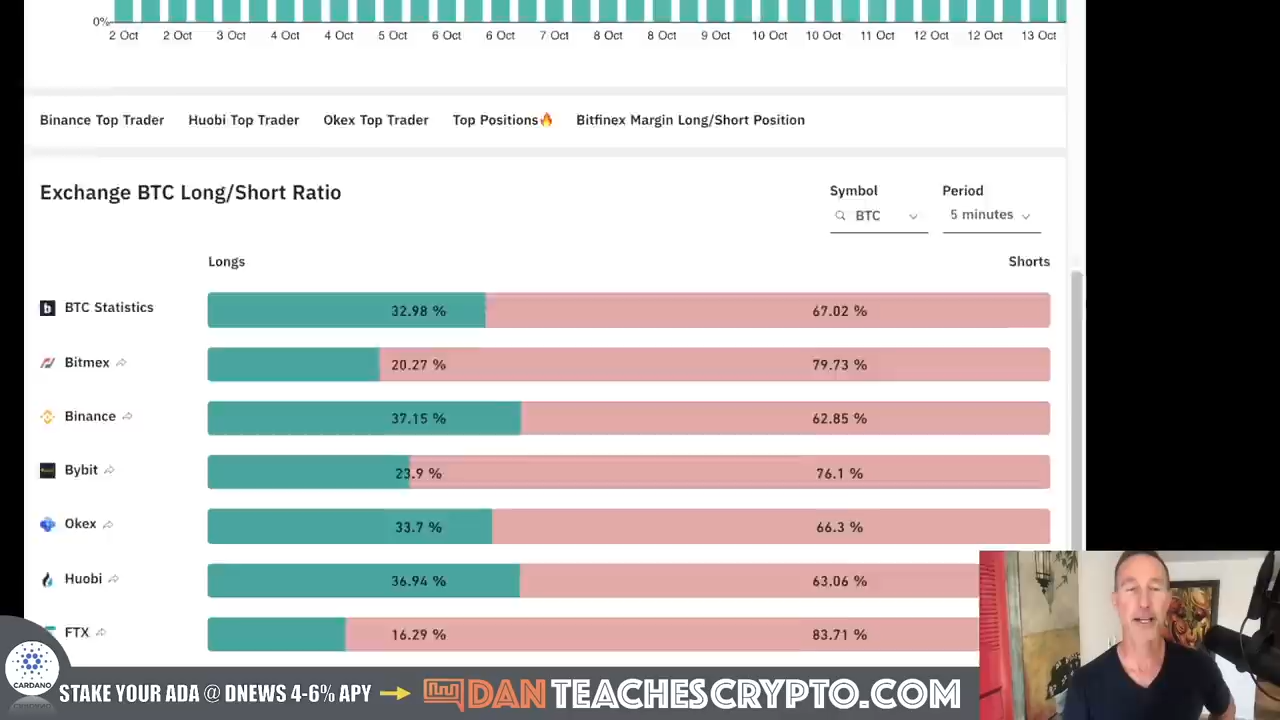 0%
2 Oct 2 Oct 3 Oct 4 Oct 4 Oct 5 Oct 6 Oct 6 Oct 7 Oct 8 Oct 8 Oct 9 Oct 10 Oct 10 Oct 11 Oct 12 Oct 12 Oct 13 Oct
Binance Top Trader Huobi Top Trader Okex Top Trader Top Positions🔥 Bitfinex Margin Long/Short Position
Exchange BTC Long/Short Ratio
Symbol Period
BTC 5 minutes
Longs Shorts
BTC Statistics 32.98 % 67.02 %
Bitmex 20.27 % 79.73 %
Binance 37.15 % 62.85 %
Bybit 23.9 % 76.1 %
Okex 33.7 % 66.3 %
Huobi 36.94 % 63.06 %
FTX 16.29 % 83.71 %
CARDANO
STAKE YOUR ADA @ DNEWS 4-6% APY → DANTEACHESCRYPTO.COM